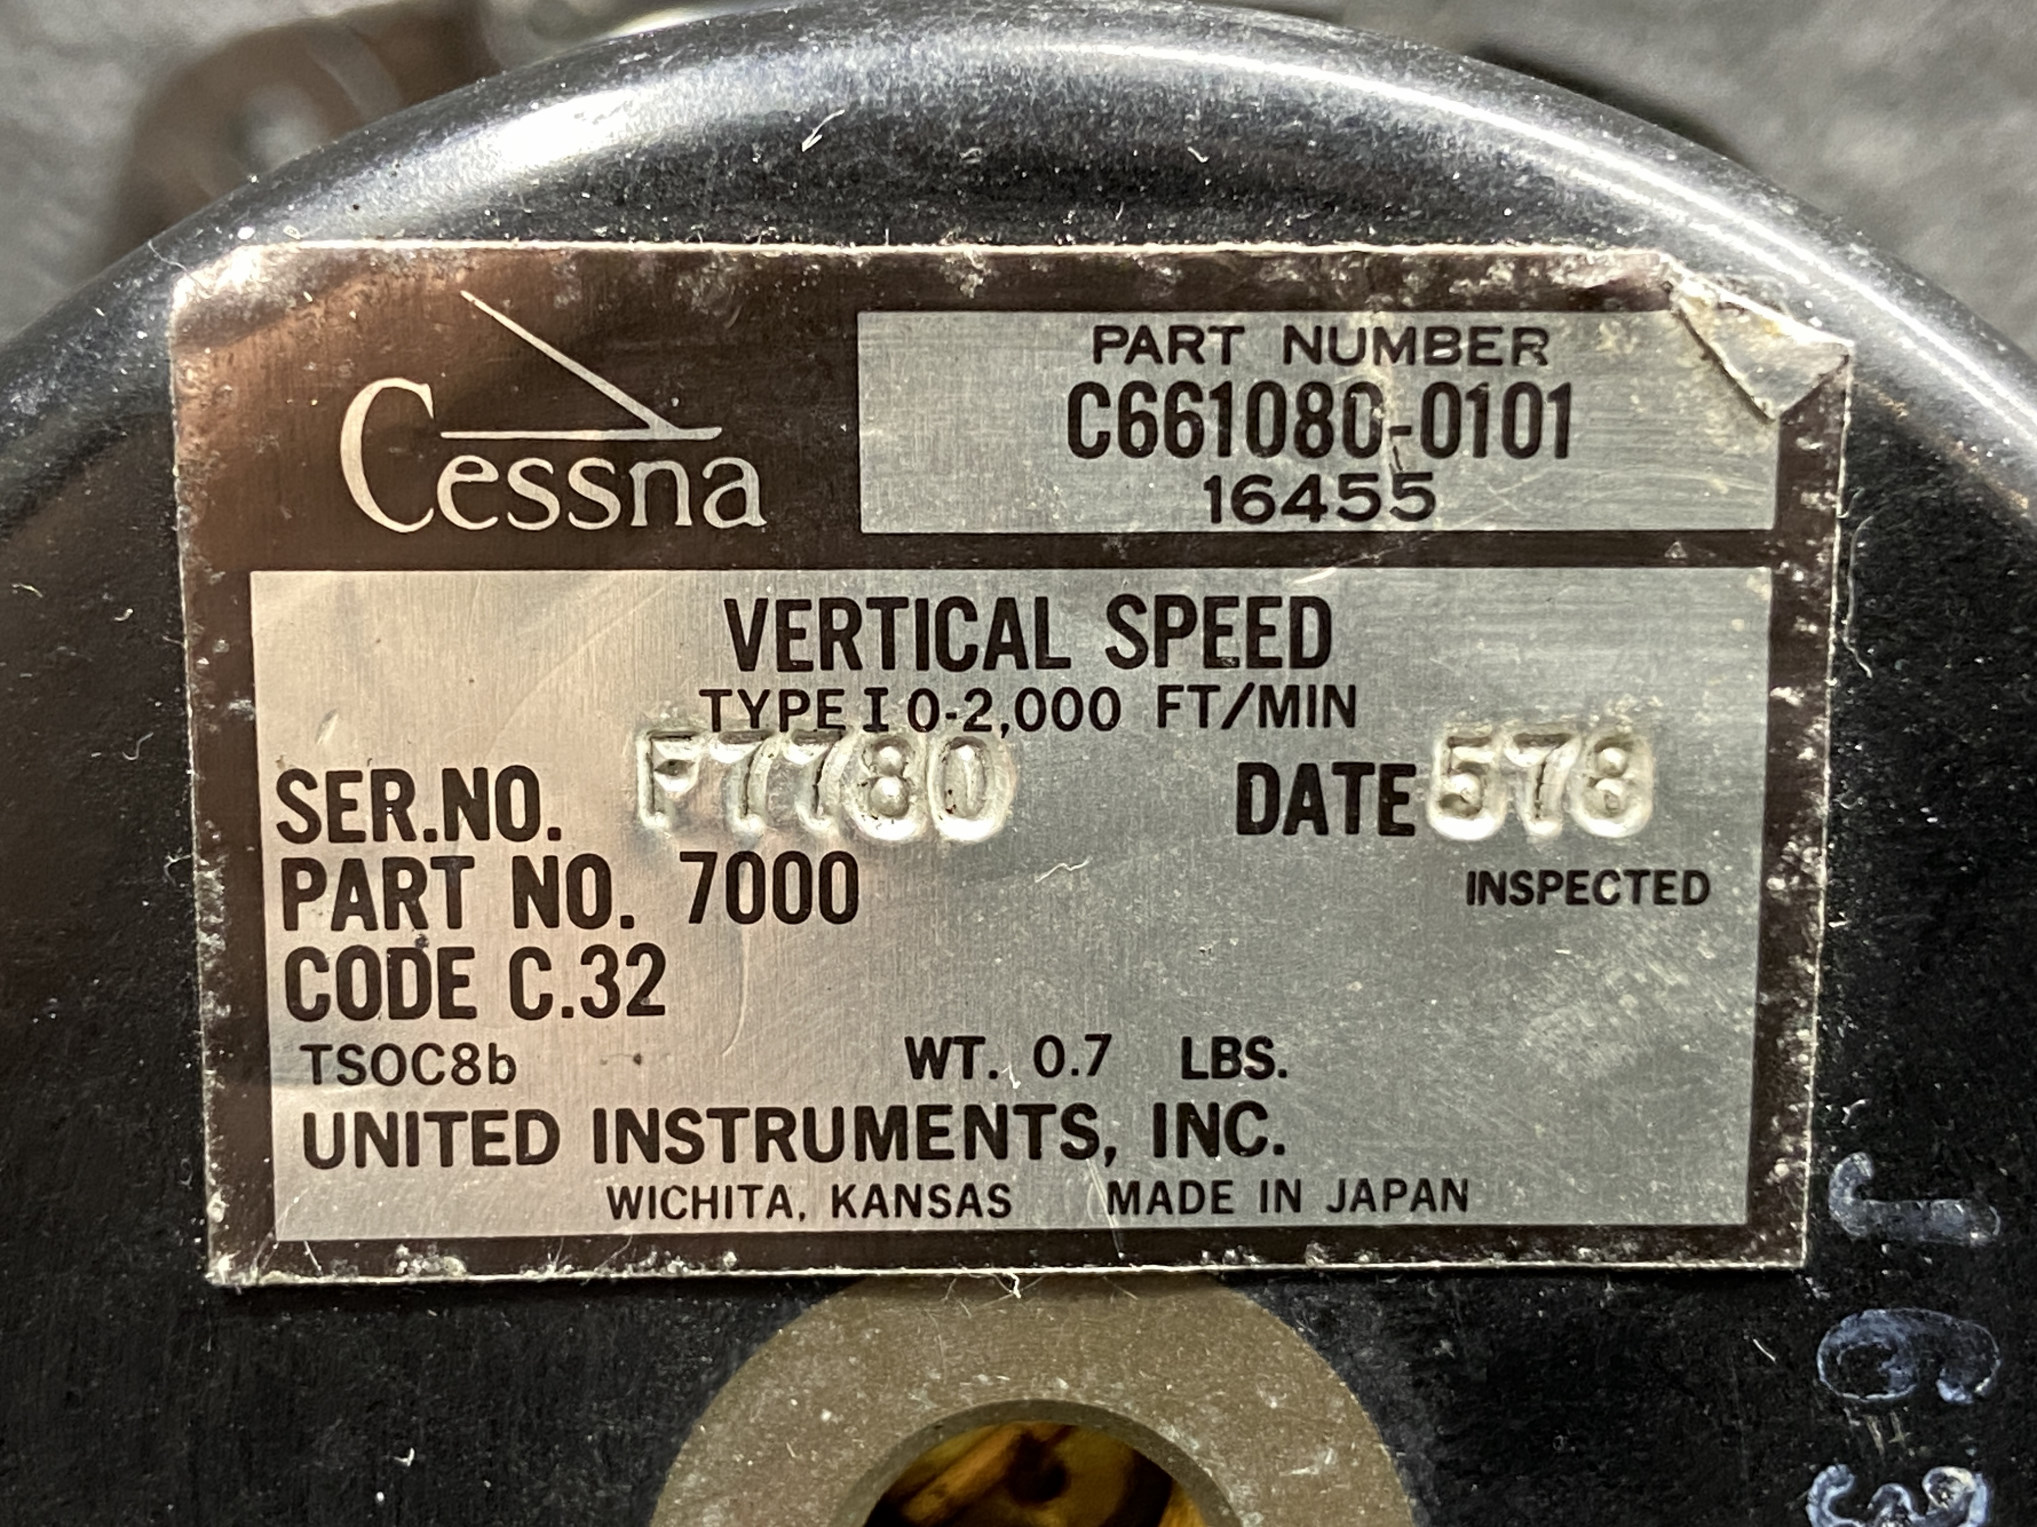 Cessna
PART NUMBER
C661080-0101
16455
VERTICAL SPEED
TYPE I 0-2,000 FT/MIN
SER.NO. F7780 DATE 578
PART NO. 7000
INSPECTED
CODE C.32
TSOC8b WT. 0.7 LBS.
UNITED INSTRUMENTS, INC.
WICHITA, KANSAS MADE IN JAPAN